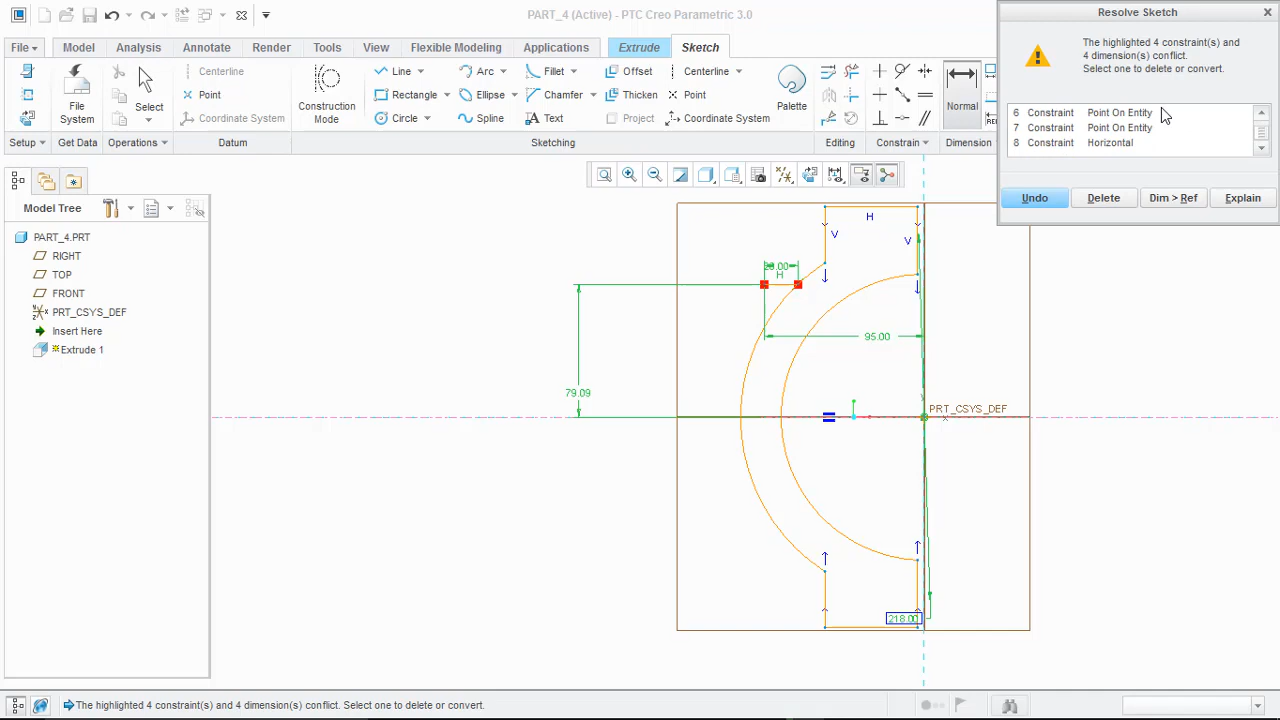 PART_4 (Active) - PTC Creo Parametric 3.0
File
Model
Analysis
Annotate
Render
Tools
View
Flexible Modeling
Applications
Extrude
Sketch
File System
Select
Centerline
Point
Coordinate System
Construction Mode
Line
Rectangle
Circle
Arc
Ellipse
Spline
Fillet
Chamfer
Text
Offset
Thicken
Project
Centerline
Point
Coordinate System
Palette
Normal
Setup
Get Data
Operations
Datum
Sketching
Editing
Constrain
Dimension
Resolve Sketch
The highlighted 4 constraint(s) and
4 dimension(s) conflict.
Select one to delete or convert.
6 Constraint Point On Entity
7 Constraint Point On Entity
8 Constraint Horizontal
Undo
Delete
Dim > Ref
Explain
Model Tree
PART_4.PRT
RIGHT
TOP
FRONT
PRT_CSYS_DEF
Insert Here
Extrude 1
H
V
V
H
95.00
79.09
PRT_CSYS_DEF
x
218.00
The highlighted 4 constraint(s) and 4 dimension(s) conflict. Select one to delete or convert.